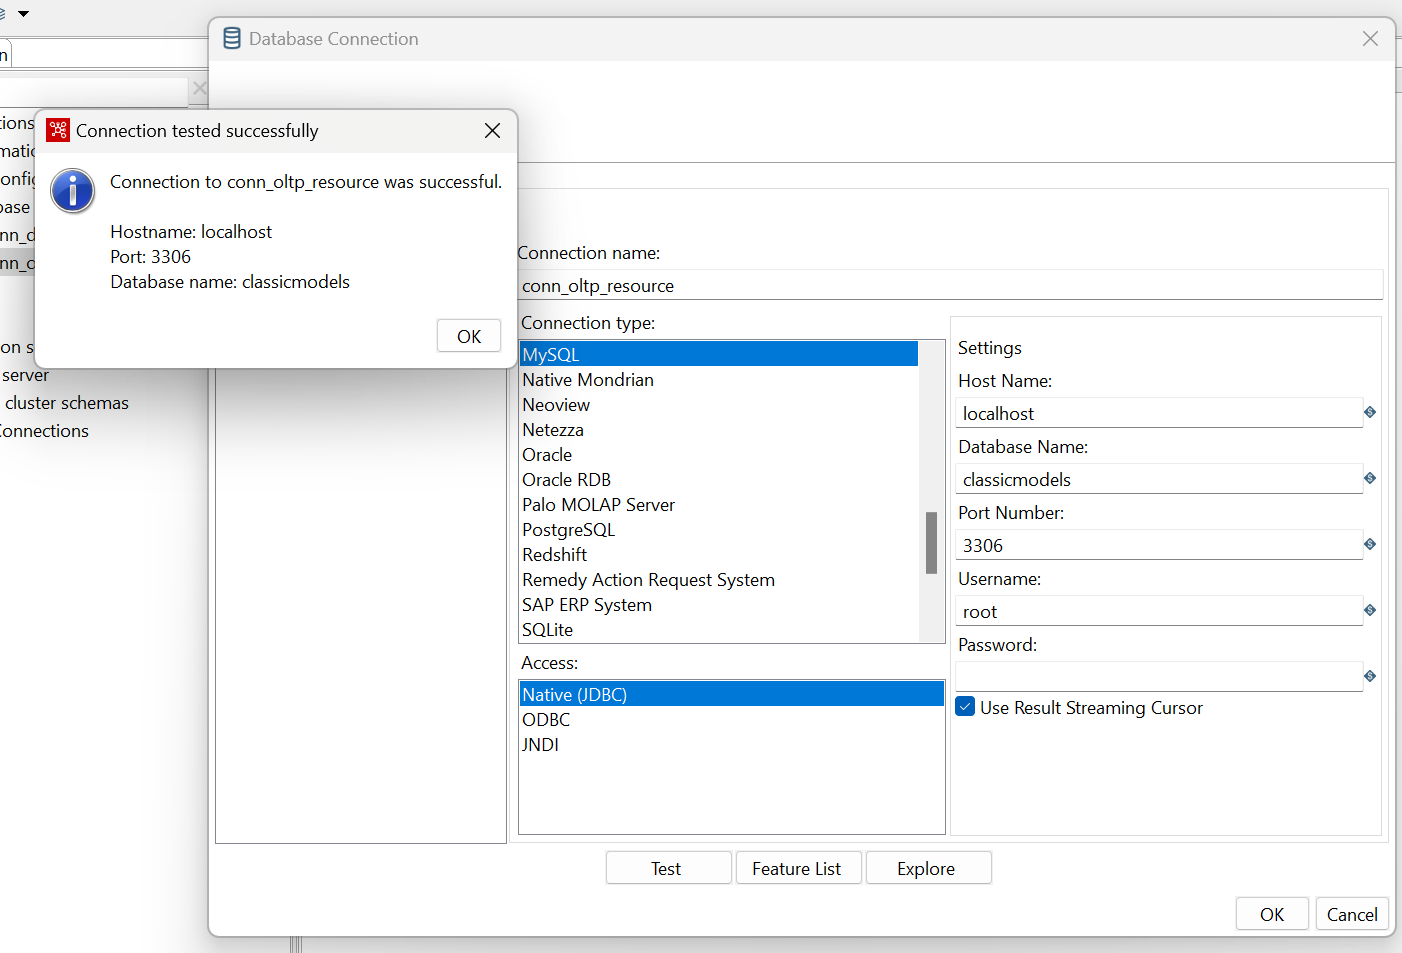 Database Connection
Connection tested successfully
Connection to conn_oltp_resource was successful.
Hostname: localhost
Port: 3306
Database name: classicmodels
OK
server
cluster schemas
Connections
Connection name:
conn_oltp_resource
Connection type:
MySQL
Native Mondrian
Neoview
Netezza
Oracle
Oracle RDB
Palo MOLAP Server
PostgreSQL
Redshift
Remedy Action Request System
SAP ERP System
SQLite
Access:
Native (JDBC)
ODBC
JNDI
Settings
Host Name:
localhost
Database Name:
classicmodels
Port Number:
3306
Username:
root
Password:
Use Result Streaming Cursor
Test
Feature List
Explore
OK
Cancel